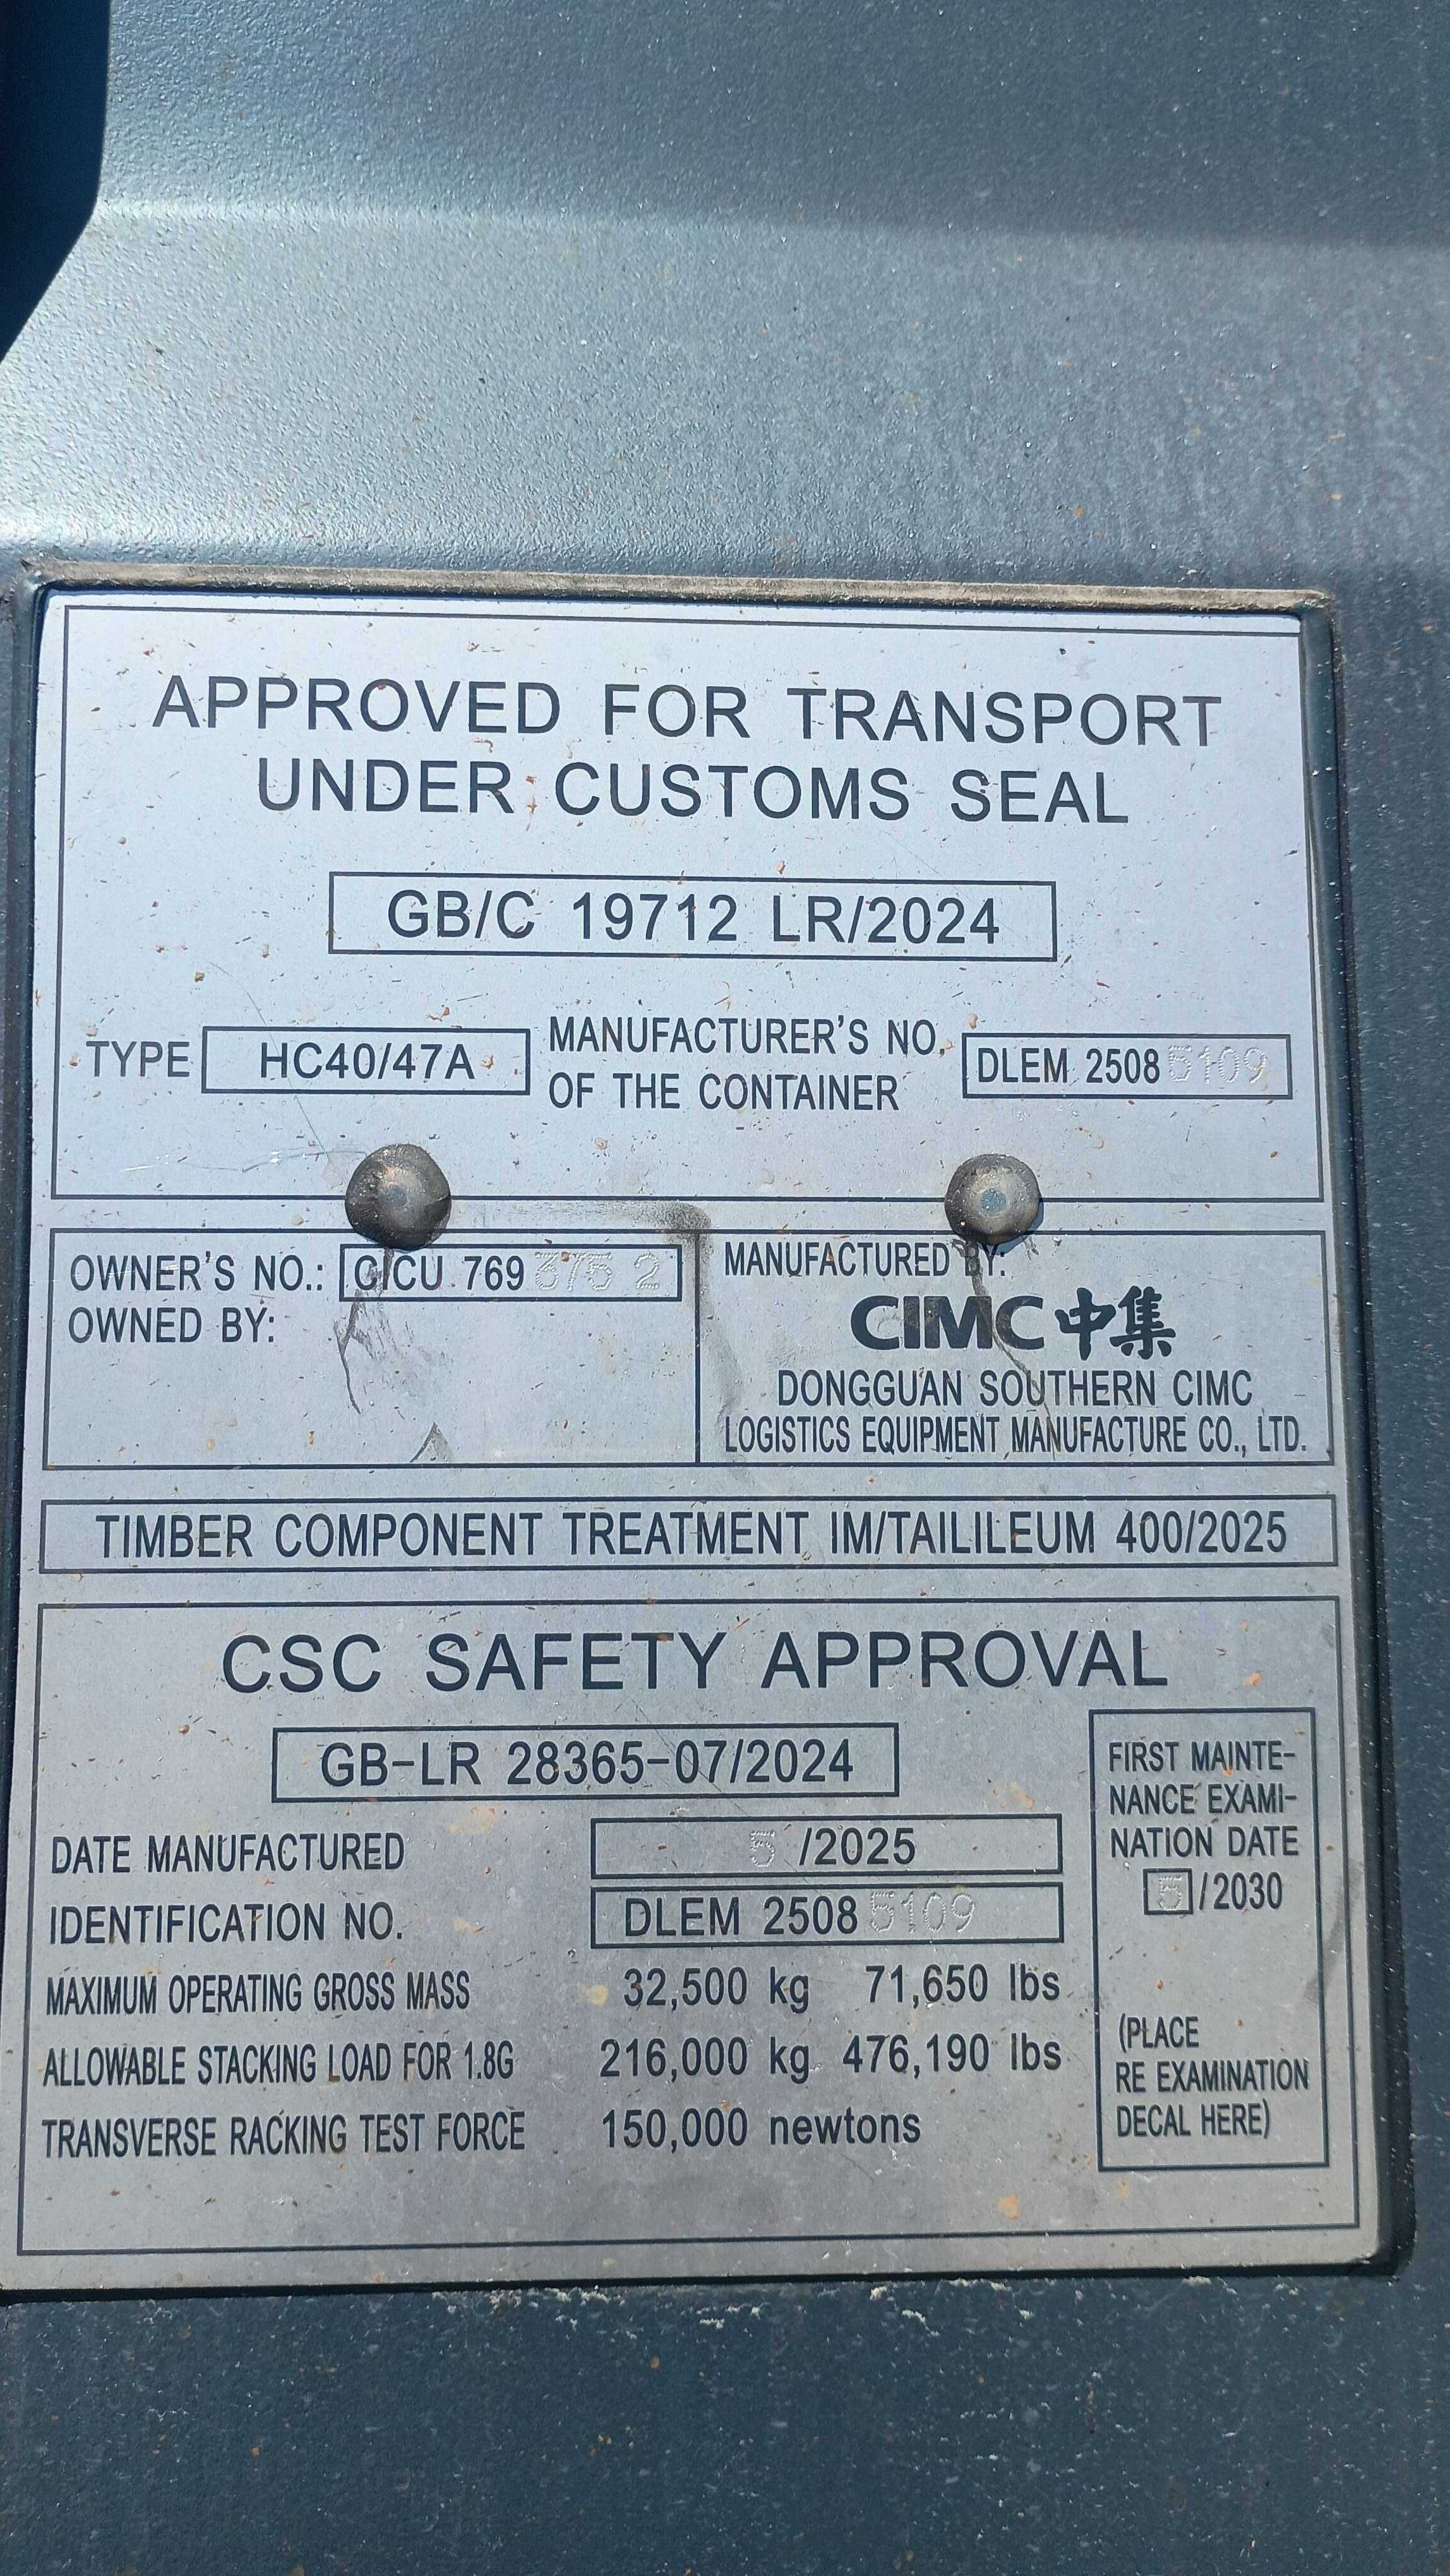 APPROVED FOR TRANSPORT
UNDER CUSTOMS SEAL
GB/C 19712 LR/2024
TYPE HC40/47A
MANUFACTURER'S NO.
OF THE CONTAINER
DLEM 2508 5109
OWNER'S NO.: CICU 769 375 2
OWNED BY:
MANUFACTURED BY:
CIMC 中集
DONGGUAN SOUTHERN CIMC
LOGISTICS EQUIPMENT MANUFACTURE CO., LTD.
TIMBER COMPONENT TREATMENT IM/TAILILEUM 400/2025
CSC SAFETY APPROVAL
GB-LR 28365-07/2024
DATE MANUFACTURED 5 /2025
IDENTIFICATION NO. DLEM 2508 5109
MAXIMUM OPERATING GROSS MASS 32,500 kg 71,650 lbs
ALLOWABLE STACKING LOAD FOR 1.8G 216,000 kg 476,190 lbs
TRANSVERSE RACKING TEST FORCE 150,000 newtons
FIRST MAINTE-
NANCE EXAMI-
NATION DATE
5/2030
(PLACE
RE EXAMINATION
DECAL HERE)